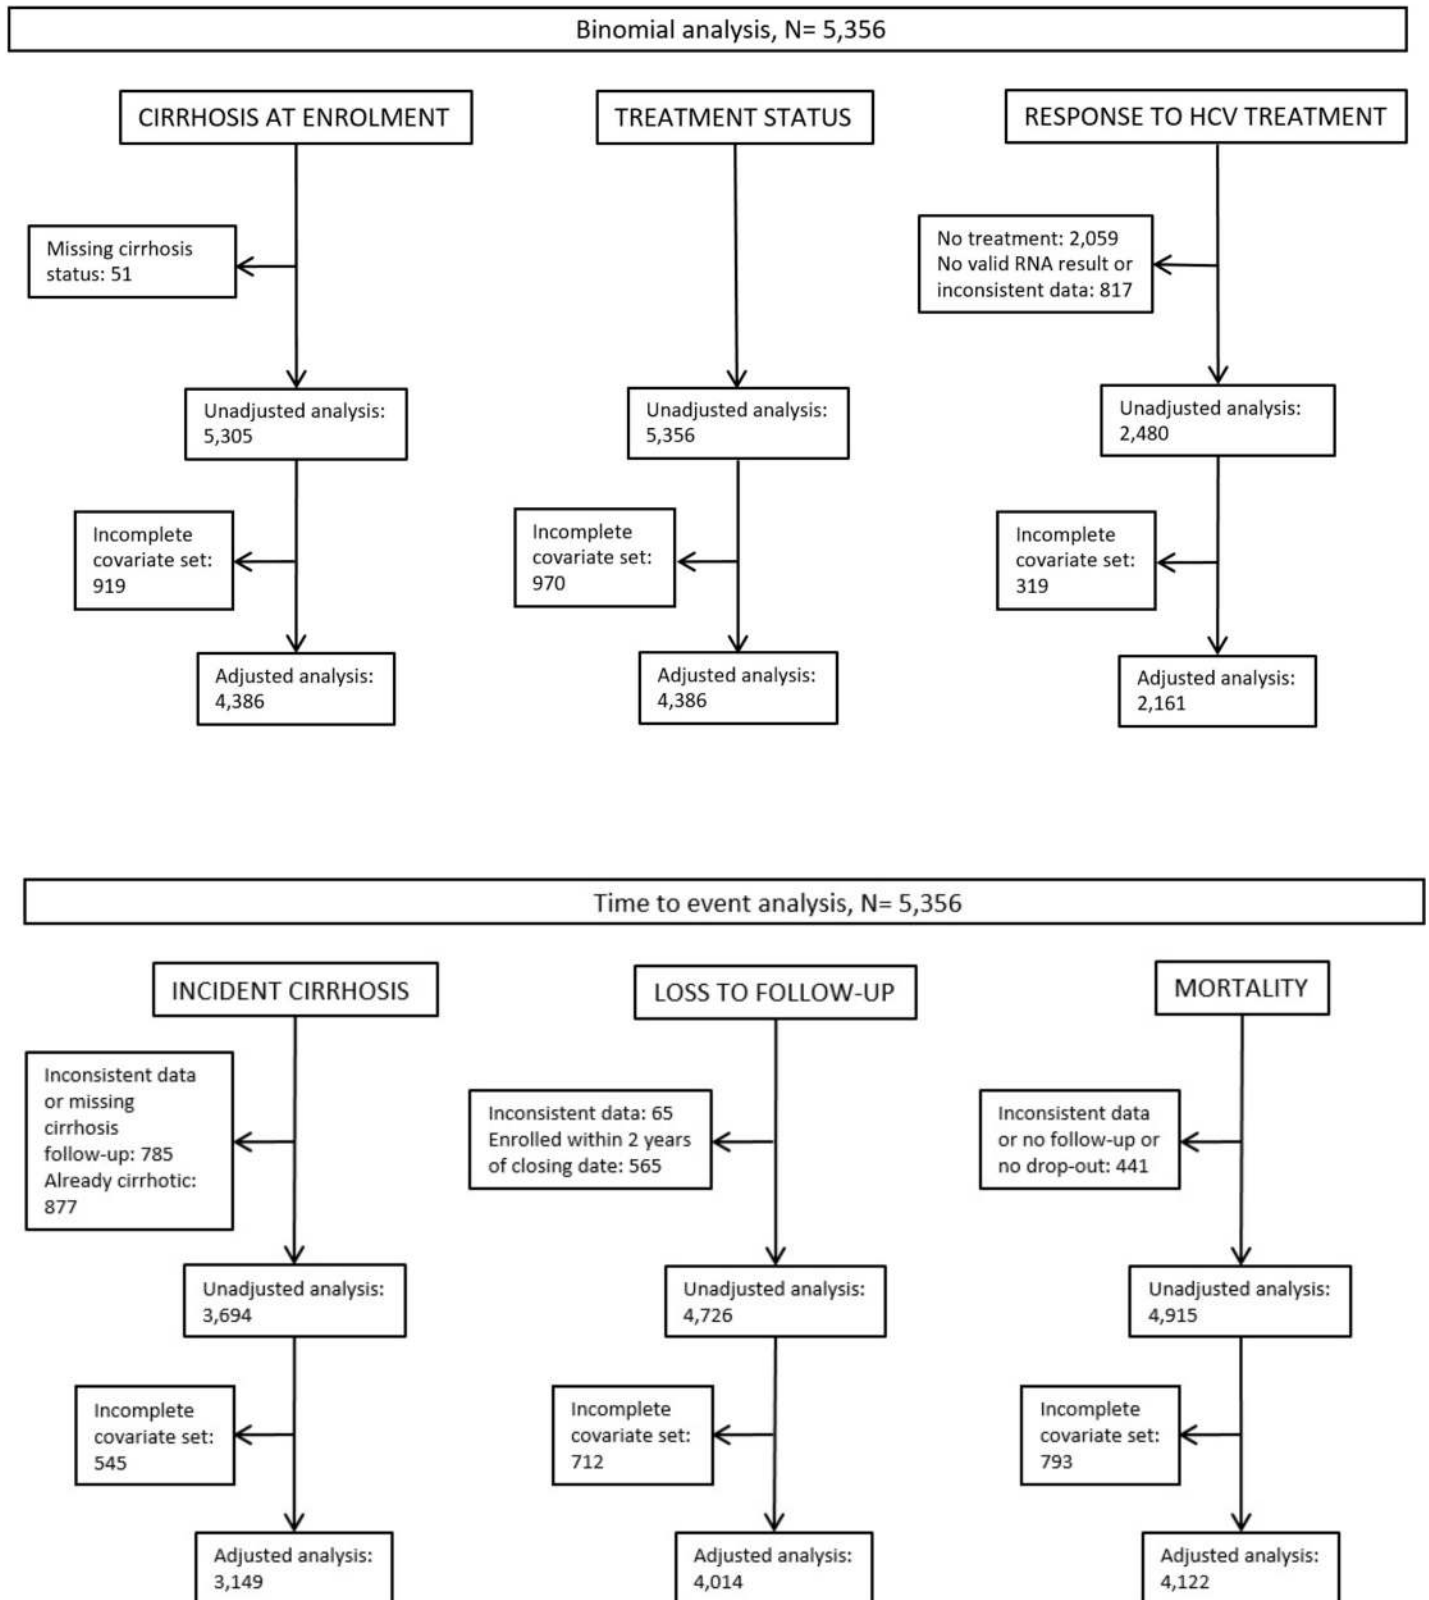 Binomial analysis, N= 5,356
CIRRHOSIS AT ENROLMENT
Missing cirrhosis
status: 51
Unadjusted analysis:
5,305
Incomplete
covariate set:
919
Adjusted analysis:
4,386
TREATMENT STATUS
Unadjusted analysis:
5,356
Incomplete
covariate set:
970
Adjusted analysis:
4,386
RESPONSE TO HCV TREATMENT
No treatment: 2,059
No valid RNA result or
inconsistent data: 817
Unadjusted analysis:
2,480
Incomplete
covariate set:
319
Adjusted analysis:
2,161
Time to event analysis, N= 5,356
INCIDENT CIRRHOSIS
Inconsistent data
or missing
cirrhosis
follow-up: 785
Already cirrhotic:
877
Unadjusted analysis:
3,694
Incomplete
covariate set:
545
Adjusted analysis:
3,149
LOSS TO FOLLOW-UP
Inconsistent data: 65
Enrolled within 2 years
of closing date: 565
Unadjusted analysis:
4,726
Incomplete
covariate set:
712
Adjusted analysis:
4,014
MORTALITY
Inconsistent data
or no follow-up or
no drop-out: 441
Unadjusted analysis:
4,915
Incomplete
covariate set:
793
Adjusted analysis:
4,122